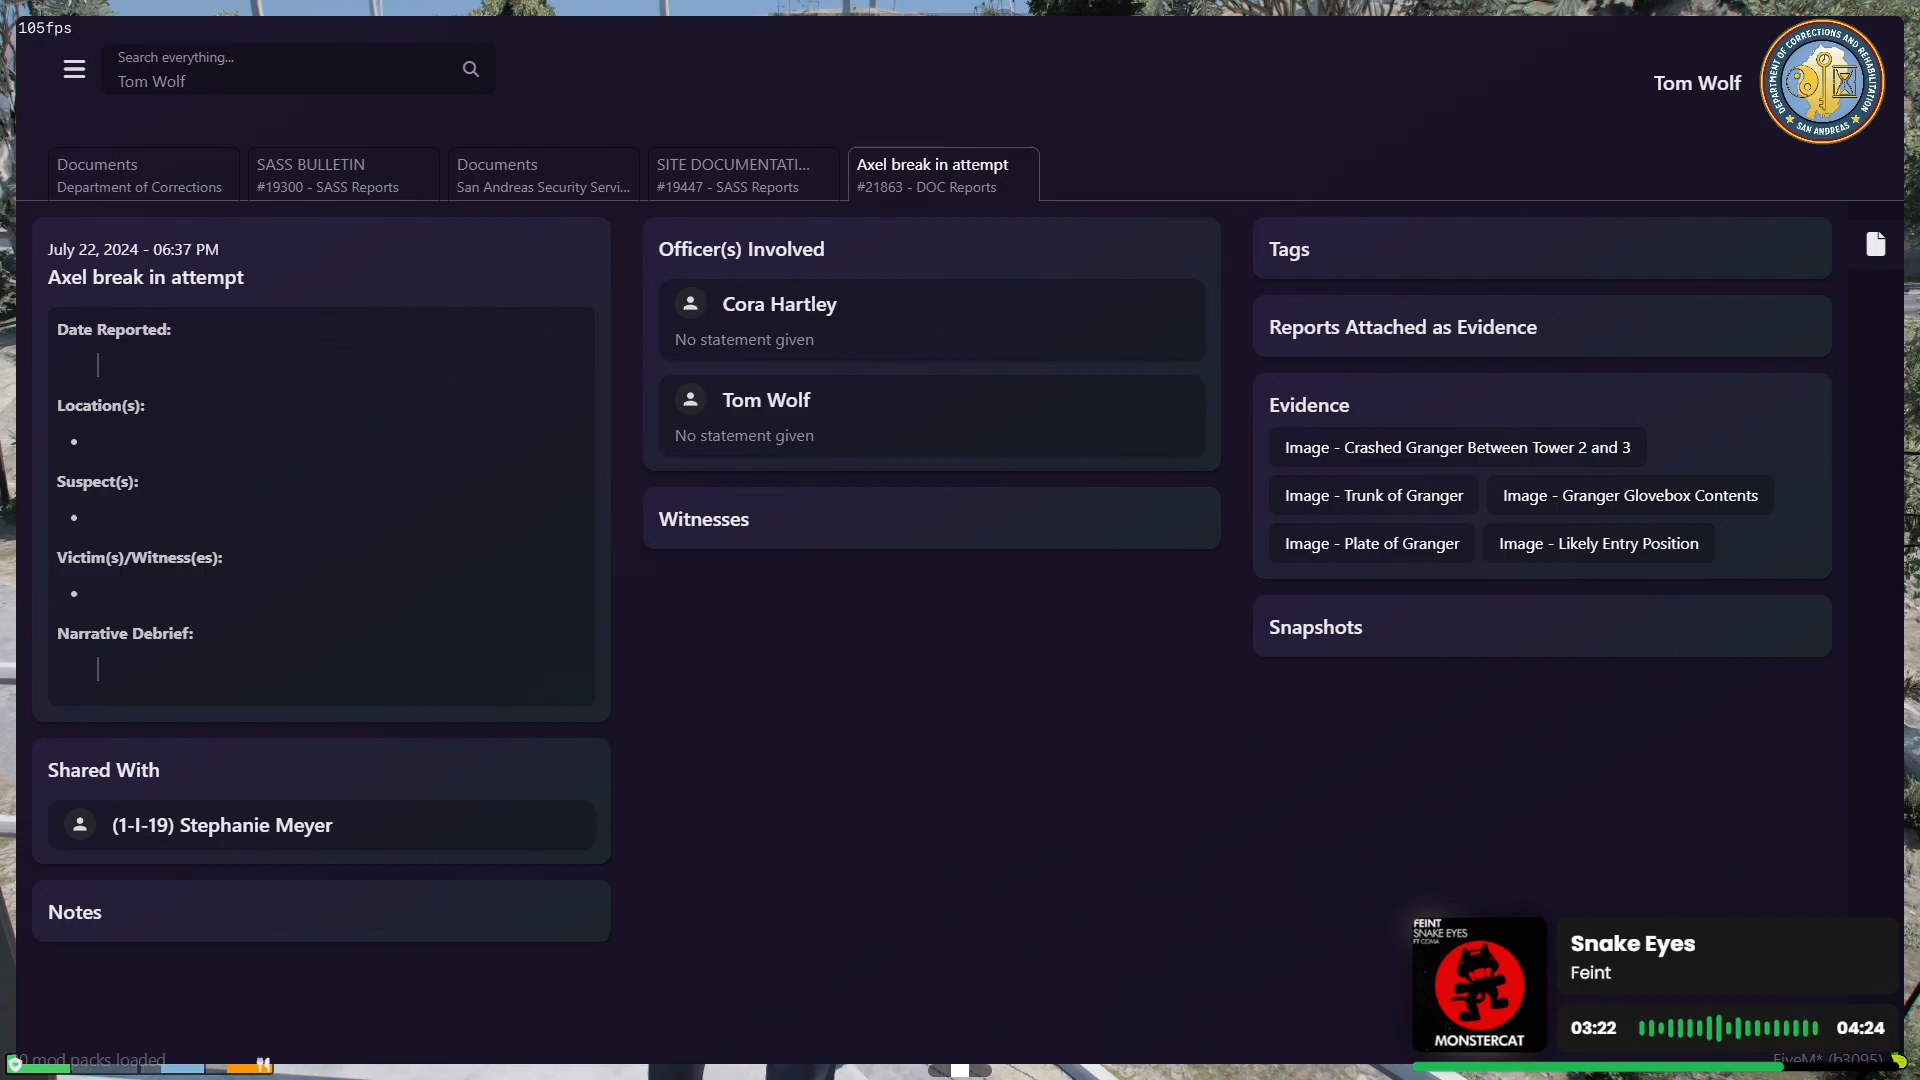 105fps
Search everything...
Tom Wolf
Tom Wolf
DEPARTMENT OF CORRECTIONS AND REHABILITATION
SAN ANDREAS
Documents
Department of Corrections
SASS BULLETIN
#19300 - SASS Reports
Documents
San Andreas Security Servi...
SITE DOCUMENTATI...
#19447 - SASS Reports
Axel break in attempt
#21863 - DOC Reports
July 22, 2024 - 06:37 PM
Axel break in attempt
Date Reported:
Location(s):
Suspect(s):
Victim(s)/Witness(es):
Narrative Debrief:
Shared With
(1-I-19) Stephanie Meyer
Notes
Officer(s) Involved
Cora Hartley
No statement given
Tom Wolf
No statement given
Witnesses
Tags
Reports Attached as Evidence
Evidence
Image - Crashed Granger Between Tower 2 and 3
Image - Trunk of Granger
Image - Granger Glovebox Contents
Image - Plate of Granger
Image - Likely Entry Position
Snapshots
FEINT
SNAKE EYES
FT COMA
MONSTERCAT
Snake Eyes
Feint
03:22
04:24
0 mod packs loaded
FiveM* (b3095)